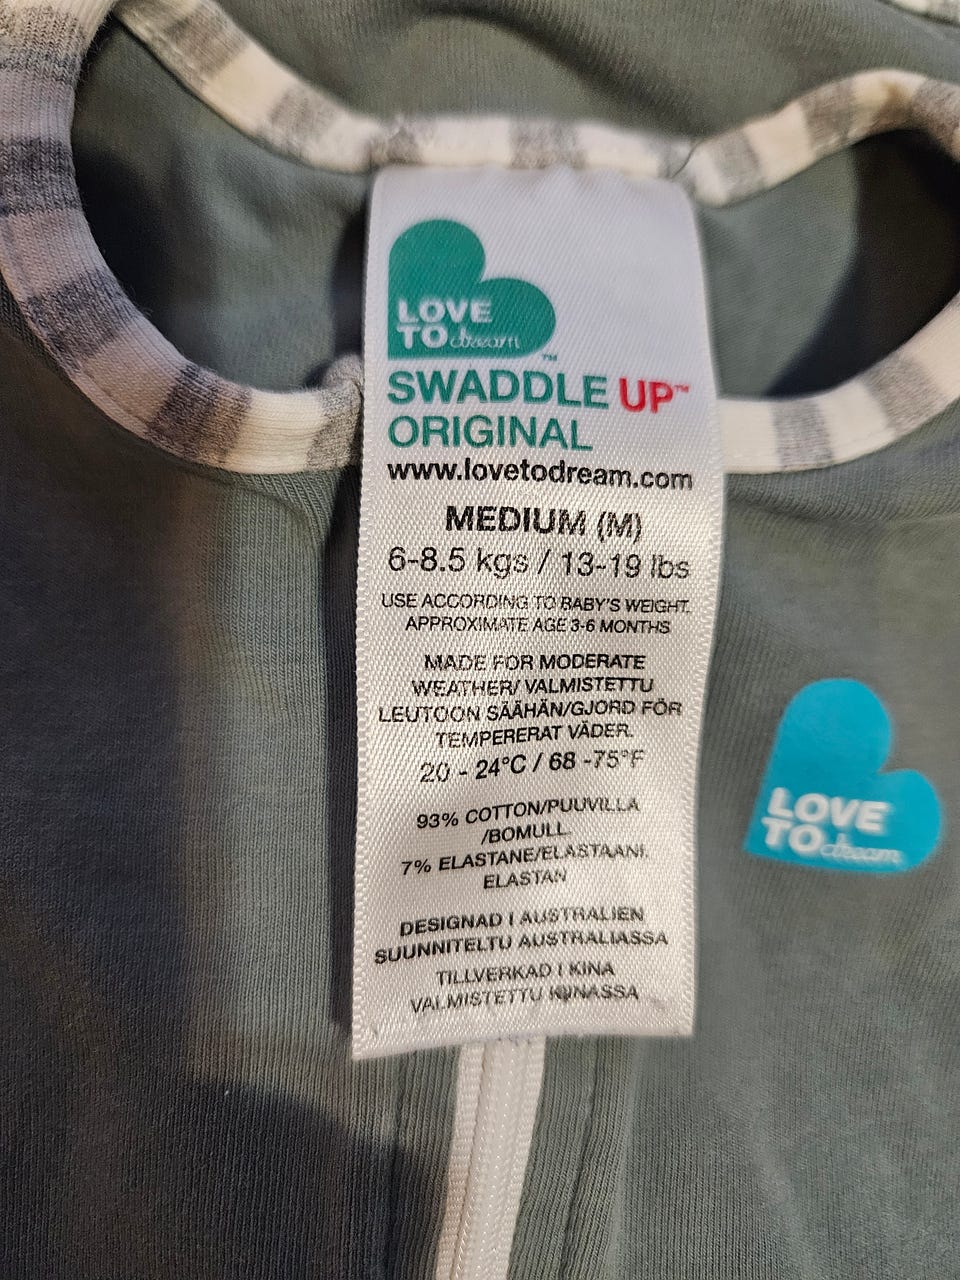 LOVE
TO dream™
SWADDLE UP™
ORIGINAL
www.lovetodream.com
MEDIUM (M)
6-8.5 kgs / 13-19 lbs
USE ACCORDING TO BABY'S WEIGHT.
APPROXIMATE AGE 3-6 MONTHS
MADE FOR MODERATE
WEATHER/ VALMISTETTU
LEUTOON SÄÄHÄN/GJORD FÖR
TEMPERERAT VÄDER.
20 - 24°C / 68 -75°F
93% COTTON/PUUVILLA
/BOMULL.
7% ELASTANE/ELASTAANI.
ELASTAN
DESIGNAD I AUSTRALIEN
SUUNNITELTU AUSTRALIASSA
TILLVERKAD I KINA
VALMISTETTU KIINASSA
LOVE
TO dream